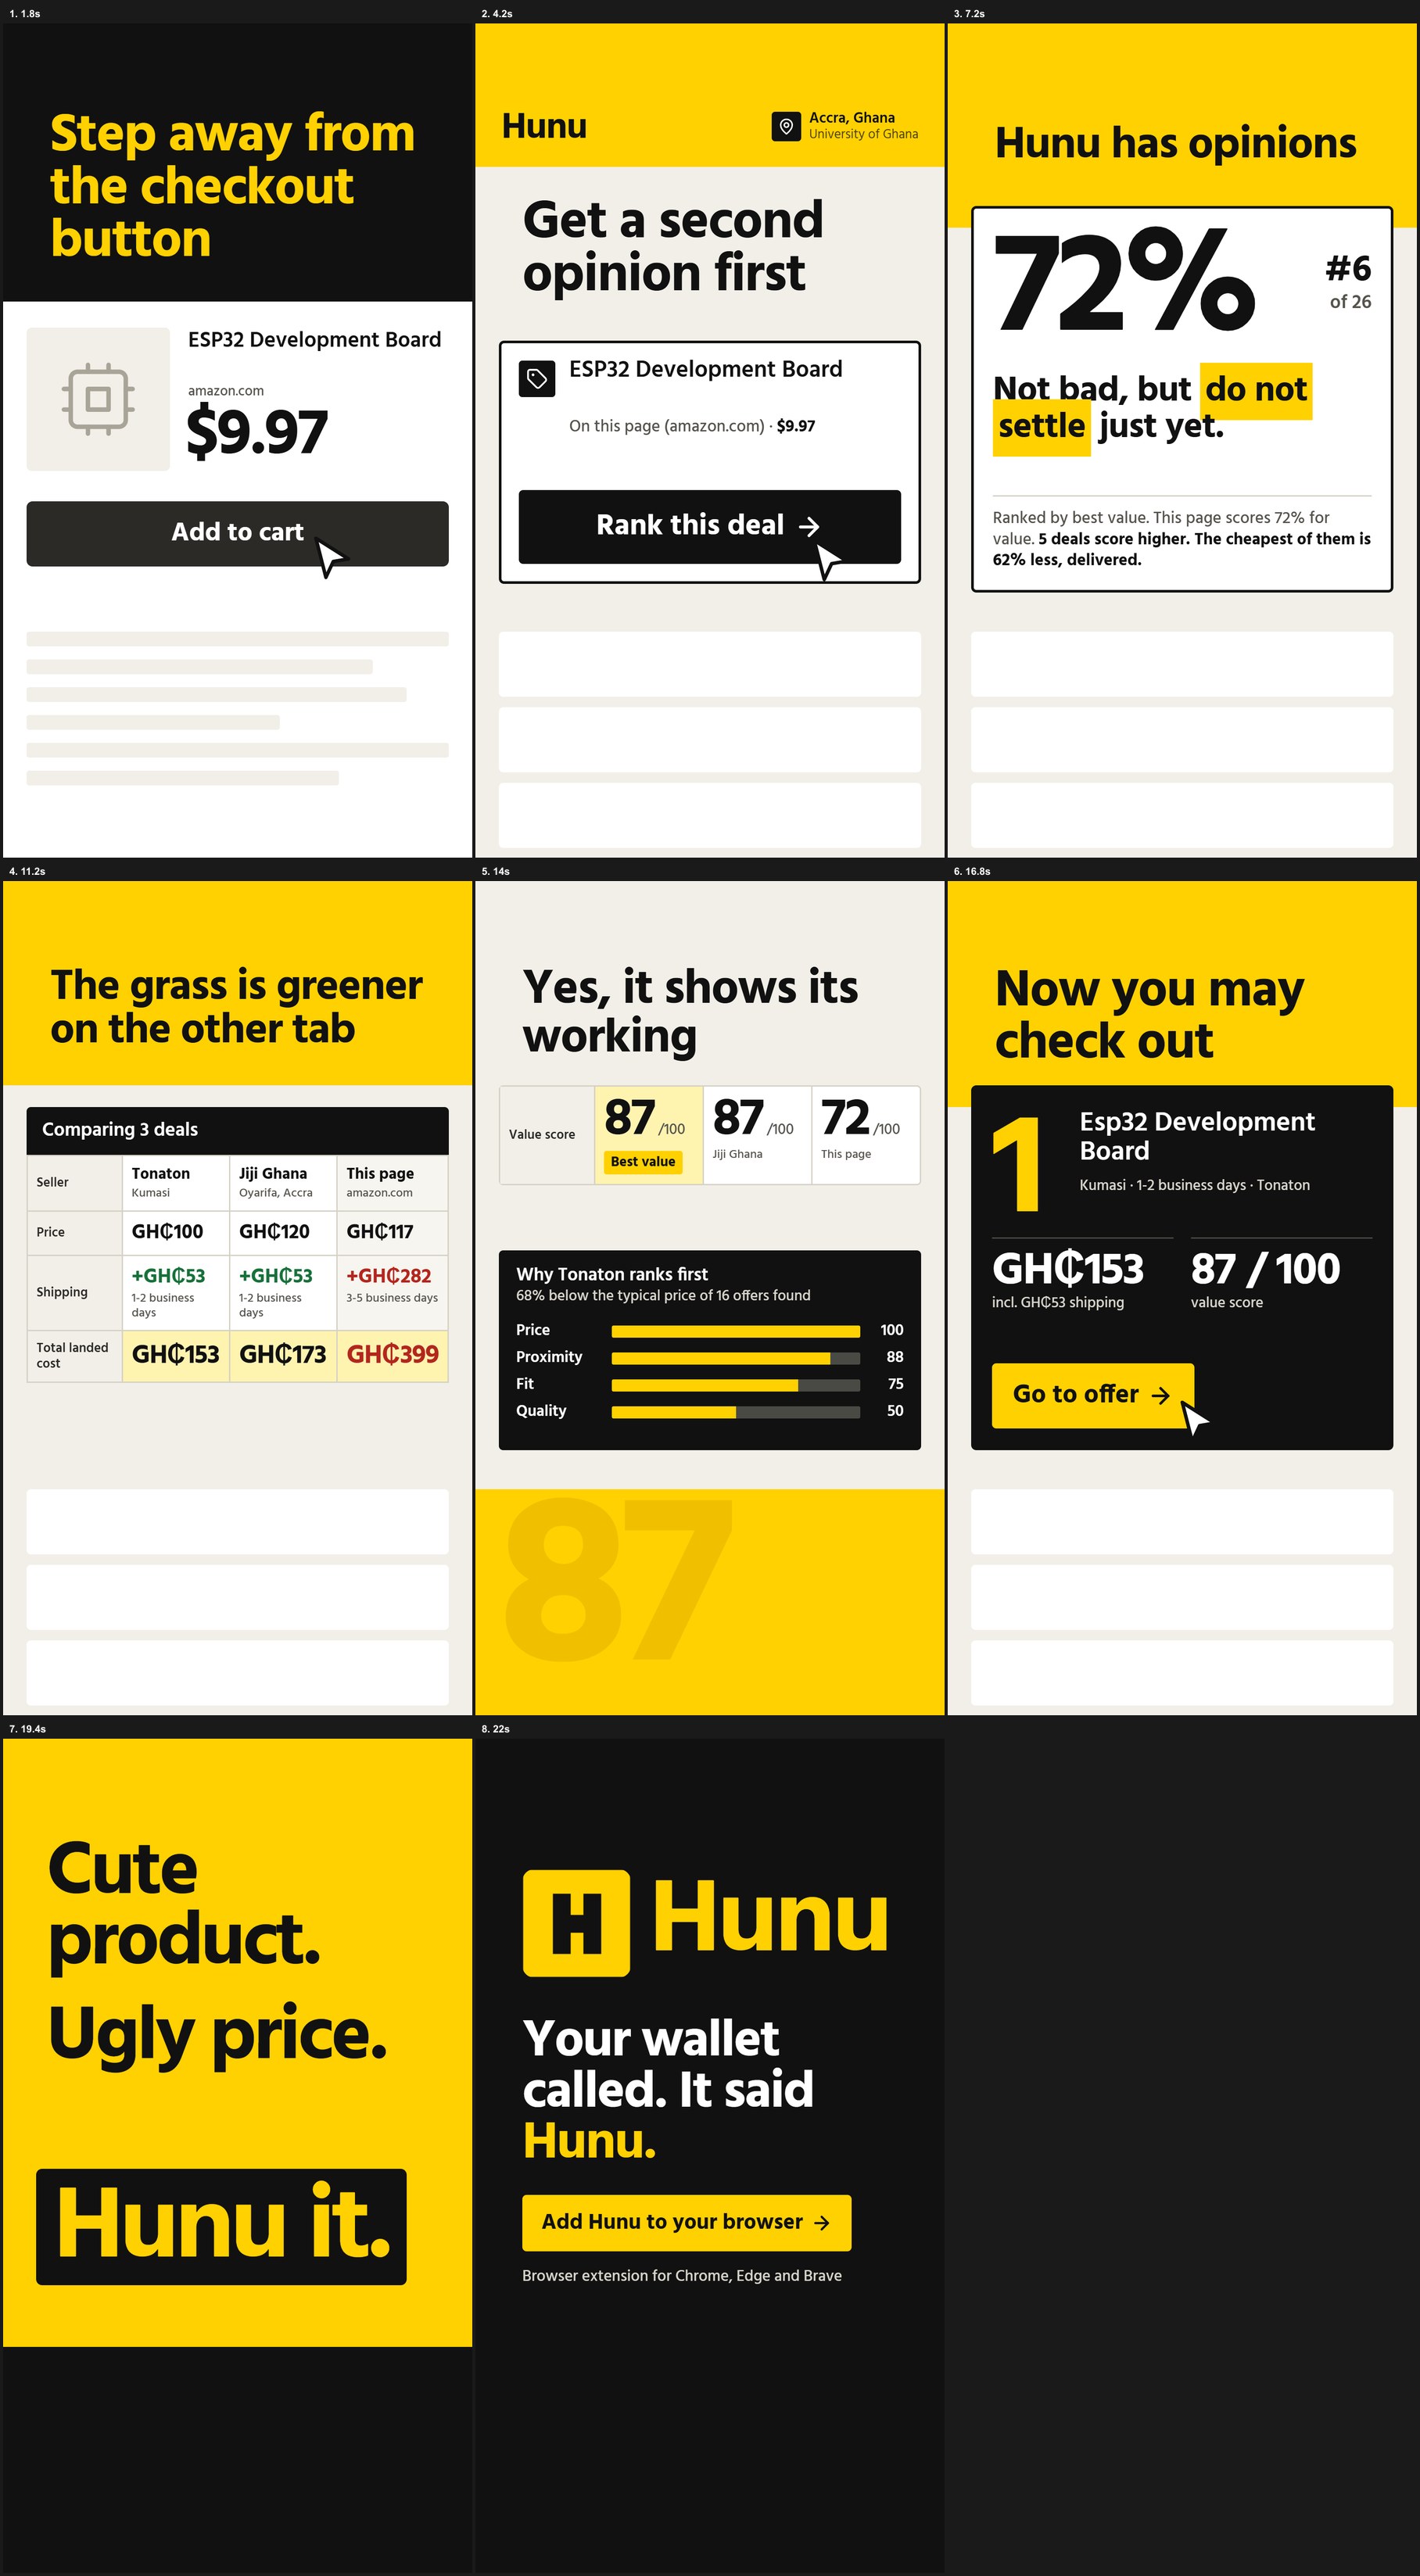 1. 1.8s
Step away from
the checkout
button
ESP32 Development Board
amazon.com
$9.97
Add to cart
2. 4.2s
Hunu
Accra, Ghana
University of Ghana
Get a second
opinion first
ESP32 Development Board
On this page (amazon.com) · $9.97
Rank this deal →
3. 7.2s
Hunu has opinions
72%
#6
of 26
Not bad, but do not
settle just yet.
Ranked by best value. This page scores 72% for
value. 5 deals score higher. The cheapest of them is
62% less, delivered.
4. 11.2s
The grass is greener
on the other tab
Comparing 3 deals
Seller
Tonaton
Kumasi
Jiji Ghana
Oyarifa, Accra
This page
amazon.com
Price
GH₵100
GH₵120
GH₵117
Shipping
+GH₵53
1-2 business
days
+GH₵53
1-2 business
days
+GH₵282
3-5 business days
Total landed
cost
GH₵153
GH₵173
GH₵399
5. 14s
Yes, it shows its
working
Value score
87 /100
Best value
87 /100
Jiji Ghana
72 /100
This page
Why Tonaton ranks first
68% below the typical price of 16 offers found
Price 100
Proximity 88
Fit 75
Quality 50
87
6. 16.8s
Now you may
check out
1
Esp32 Development
Board
Kumasi · 1-2 business days · Tonaton
GH₵153
incl. GH₵53 shipping
87 / 100
value score
Go to offer →
7. 19.4s
Cute
product.
Ugly price.
Hunu it.
8. 22s
H Hunu
Your wallet
called. It said
Hunu.
Add Hunu to your browser →
Browser extension for Chrome, Edge and Brave